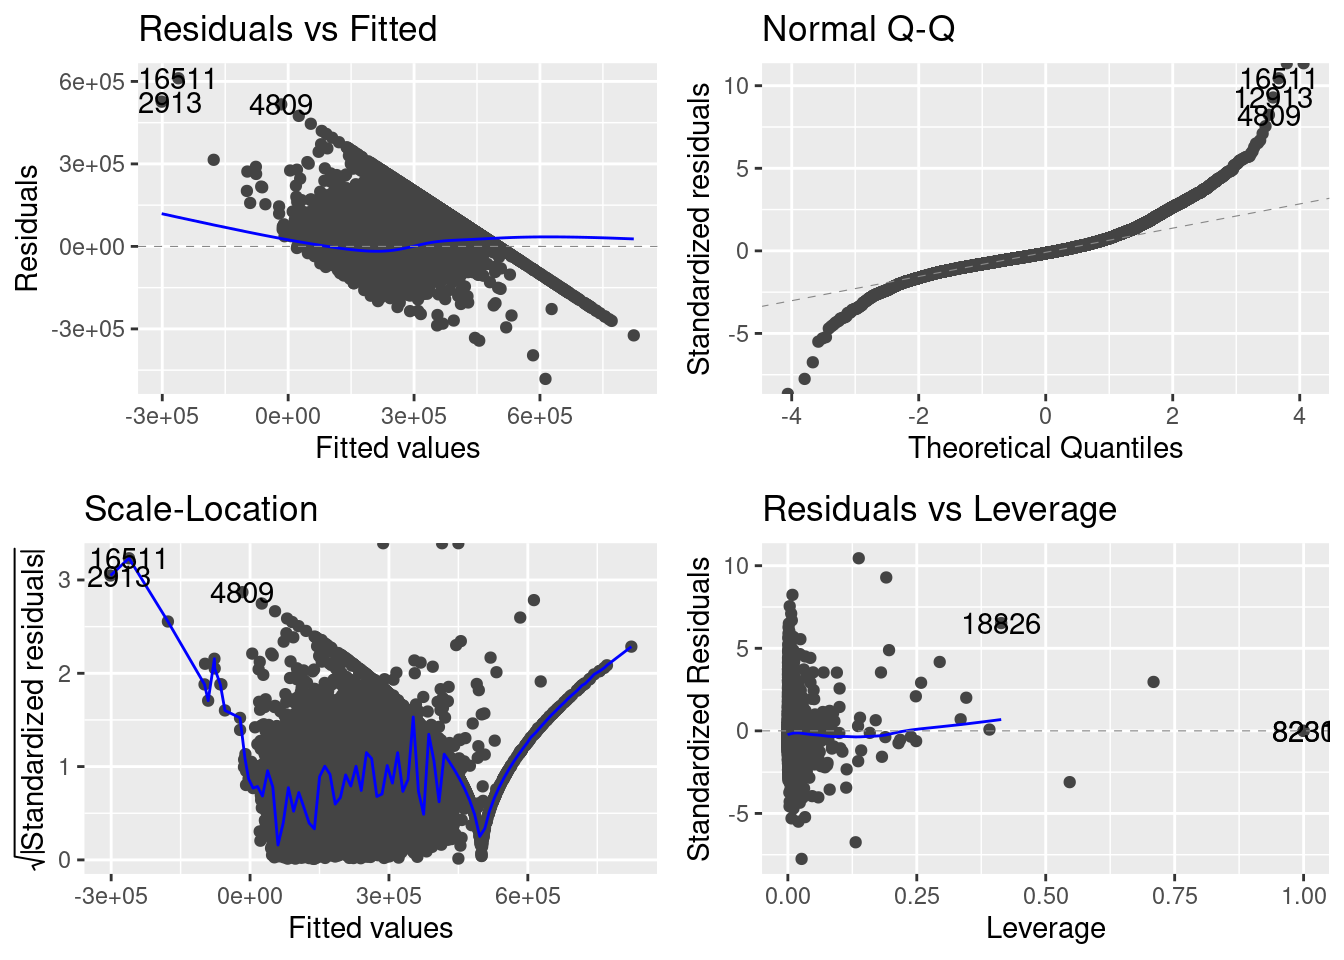 Residuals vs Fitted
6e+05
3e+05
0e+00
-3e+05
16511
2913
4809
Residuals
-3e+05 0e+00 3e+05 6e+05
Fitted values
Normal Q-Q
10
5
0
-5
16511
12913
4809
Standardized residuals
-4 -2 0 2 4
Theoretical Quantiles
Scale-Location
3
2
1
0
16511
2913
4809
√|Standardized residuals|
-3e+05 0e+00 3e+05 6e+05
Fitted values
Residuals vs Leverage
10
5
0
-5
18826
8281
Standardized Residuals
0.00 0.25 0.50 0.75 1.00
Leverage